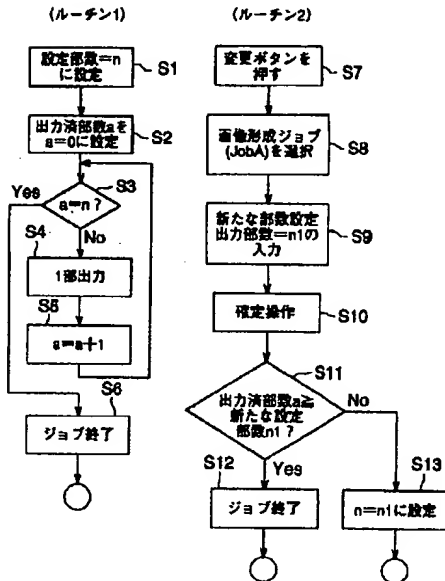 (ルーチン1)
設定部数=n
に設定
S1
出力済部数aを
a=0に設定
S2
Yes
S3
a=n?
S4
No
1部出力
S5
a=a+1
S6
ジョブ終了
(ルーチン2)
S7
変更ボタンを
押す
画像形成ジョブ
(JobA)を選択
S8
新たな部数設定
出力部数=n1の
入力
S9
確定操作
S10
S11
出力済部数a≧
新たな設定
部数n1?
No
S12
Yes
S13
ジョブ終了
n=n1に設定